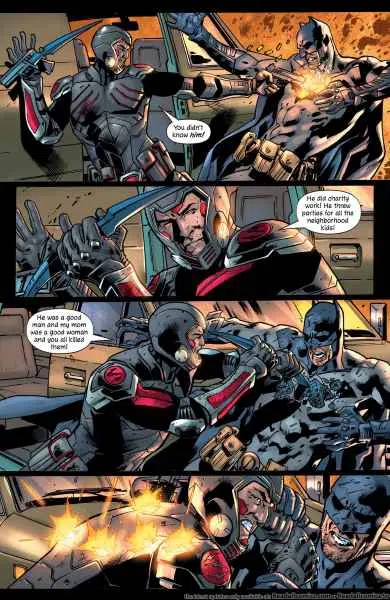 You didn't
know him!
He did charity
work! He threw
parties for all the
neighborhood
kids!
He was a good
man and my mom
was a good woman
and you all killed
them!